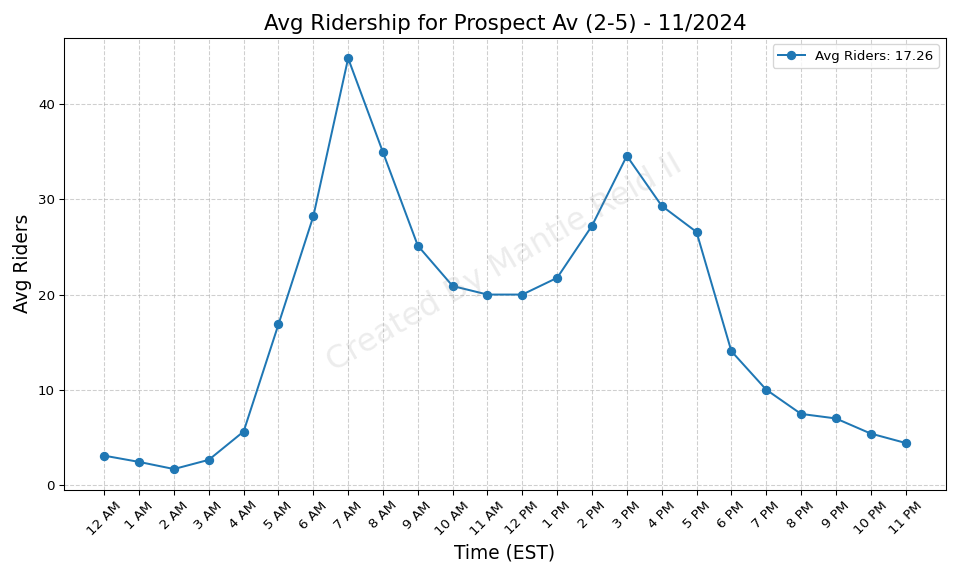 Avg Ridership for Prospect Av (2-5) - 11/2024
Avg Riders: 17.26
40
30
20
10
0
Avg Riders
Created By Mantle Reid II
12 AM
1 AM
2 AM
3 AM
4 AM
5 AM
6 AM
7 AM
8 AM
9 AM
10 AM
11 AM
12 PM
1 PM
2 PM
3 PM
4 PM
5 PM
6 PM
7 PM
8 PM
9 PM
10 PM
11 PM
Time (EST)